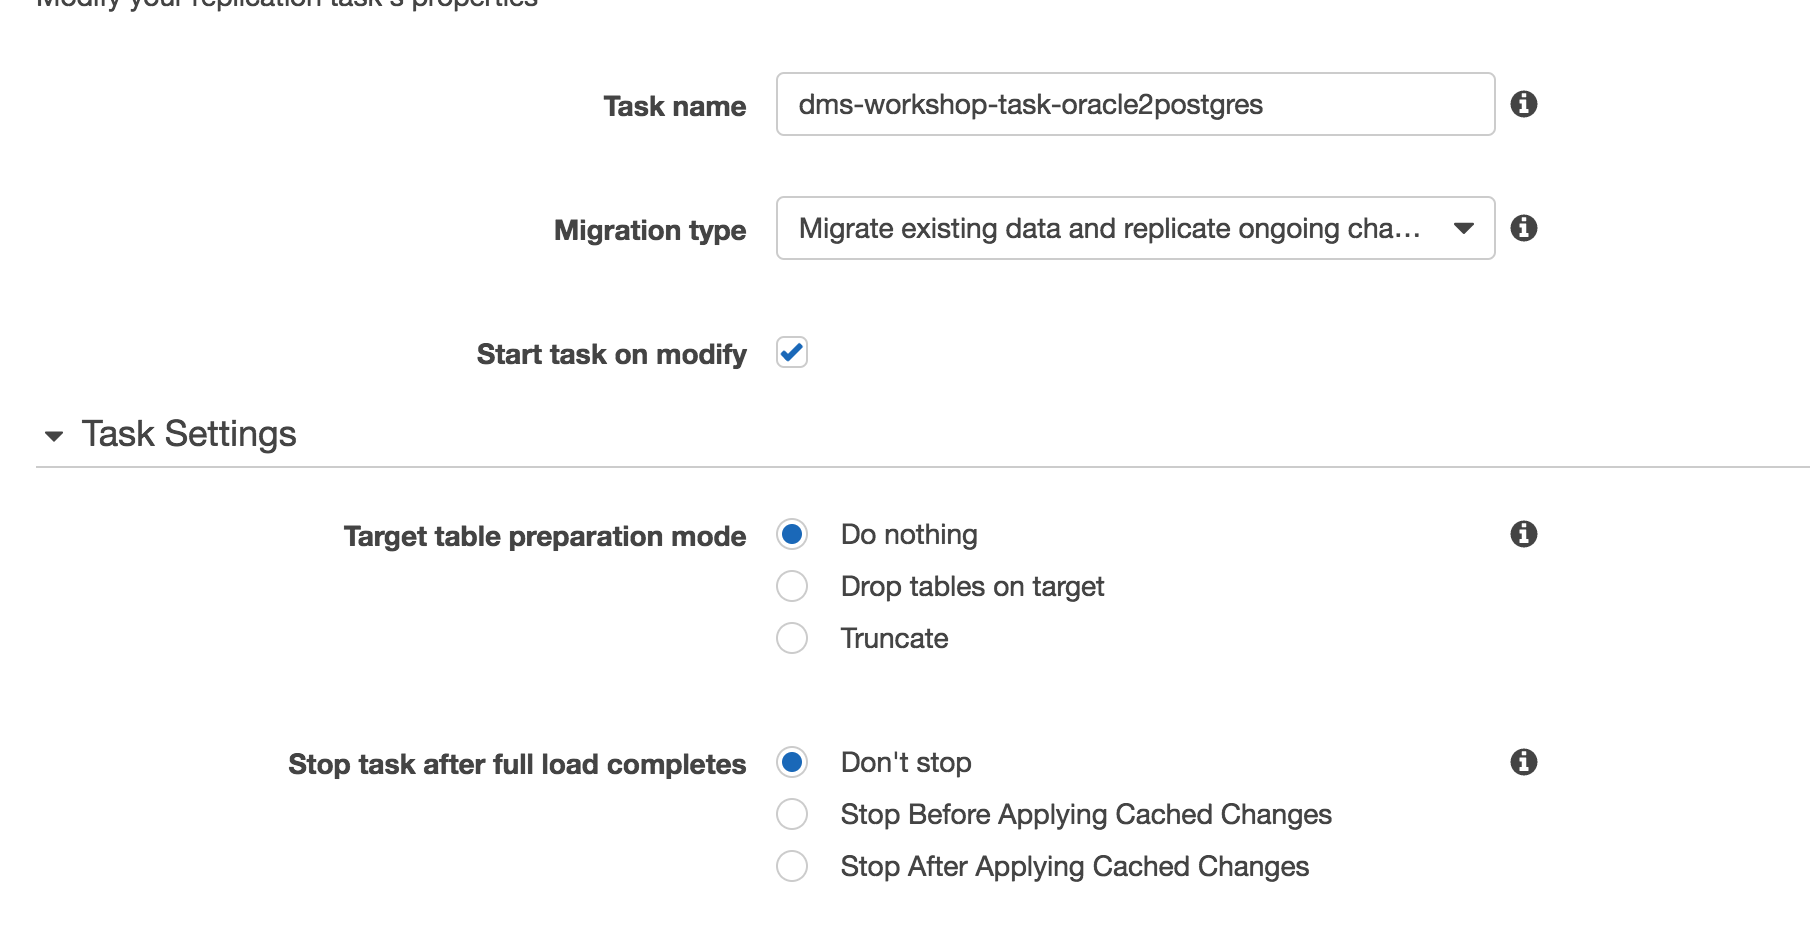 Modify your replication task's properties
Task name dms-workshop-task-oracle2postgres
Migration type Migrate existing data and replicate ongoing cha...
Start task on modify
Task Settings
Target table preparation mode Do nothing
Drop tables on target
Truncate
Stop task after full load completes Don't stop
Stop Before Applying Cached Changes
Stop After Applying Cached Changes